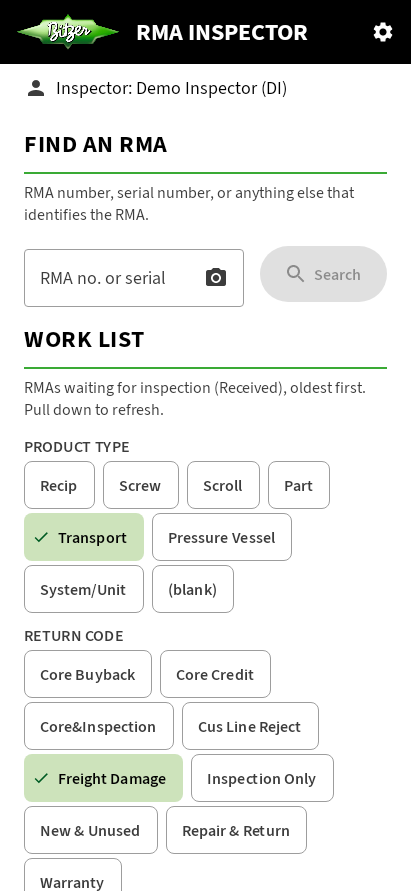 Bitzer
RMA INSPECTOR
Inspector: Demo Inspector (DI)
FIND AN RMA
RMA number, serial number, or anything else that
identifies the RMA.
RMA no. or serial
Search
WORK LIST
RMAs waiting for inspection (Received), oldest first.
Pull down to refresh.
PRODUCT TYPE
Recip Screw Scroll Part
Transport Pressure Vessel
System/Unit (blank)
RETURN CODE
Core Buyback Core Credit
Core&Inspection Cus Line Reject
Freight Damage Inspection Only
New & Unused Repair & Return
Warranty